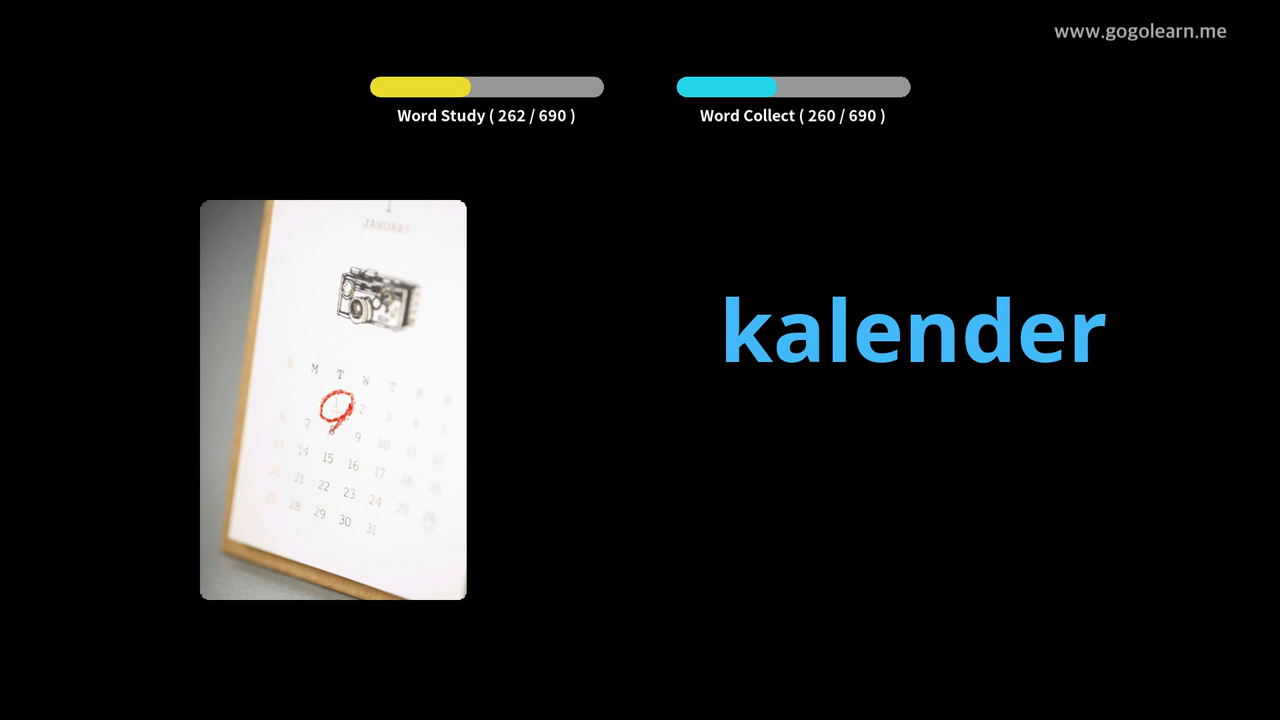 www.gogolearn.me
Word Study ( 262 / 690 )
Word Collect ( 260 / 690 )
kalender
JANUARY
S M T W T F S
1 2 3 4 5
6 7 8 9 10 11 12
13 14 15 16 17 18 19
20 21 22 23 24 25 26
27 28 29 30 31